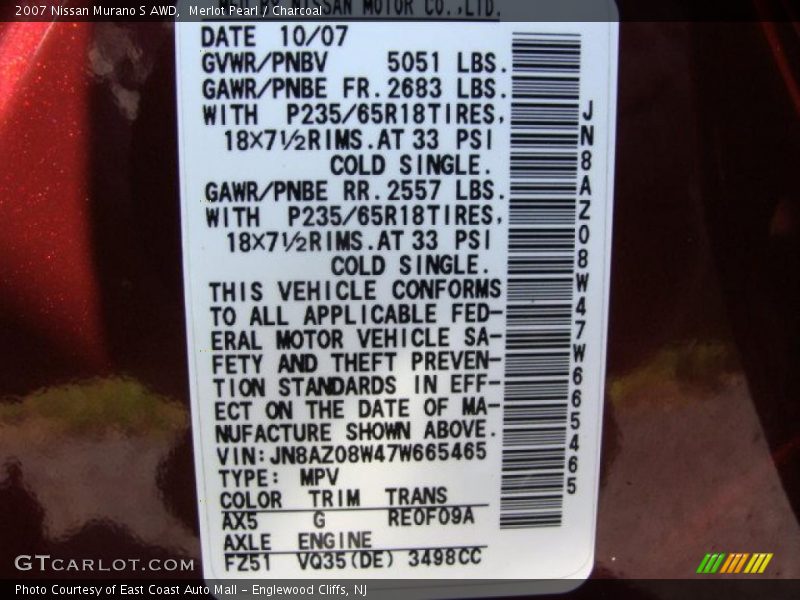 2007 Nissan Murano S AWD, Merlot Pearl / Charcoal
NISSAN MOTOR CO.,LTD.
DATE 10/07
GVWR/PNBV 5051 LBS.
GAWR/PNBE FR.2683 LBS.
WITH P235/65R18TIRES,
18×7½RIMS.AT 33 PSI
COLD SINGLE.
GAWR/PNBE RR.2557 LBS.
WITH P235/65R18TIRES,
18×7½RIMS.AT 33 PSI
COLD SINGLE.
THIS VEHICLE CONFORMS
TO ALL APPLICABLE FED-
ERAL MOTOR VEHICLE SA-
FETY AND THEFT PREVEN-
TION STANDARDS IN EFF-
ECT ON THE DATE OF MA-
NUFACTURE SHOWN ABOVE.
VIN:JN8AZ08W47W665465
TYPE: MPV
COLOR TRIM TRANS
AX5 G RE0F09A
AXLE ENGINE
FZ51 VQ35(DE) 3498CC
JN8AZ08W47W665465
GTCARLOT.COM
Photo Courtesy of East Coast Auto Mall – Englewood Cliffs, NJ